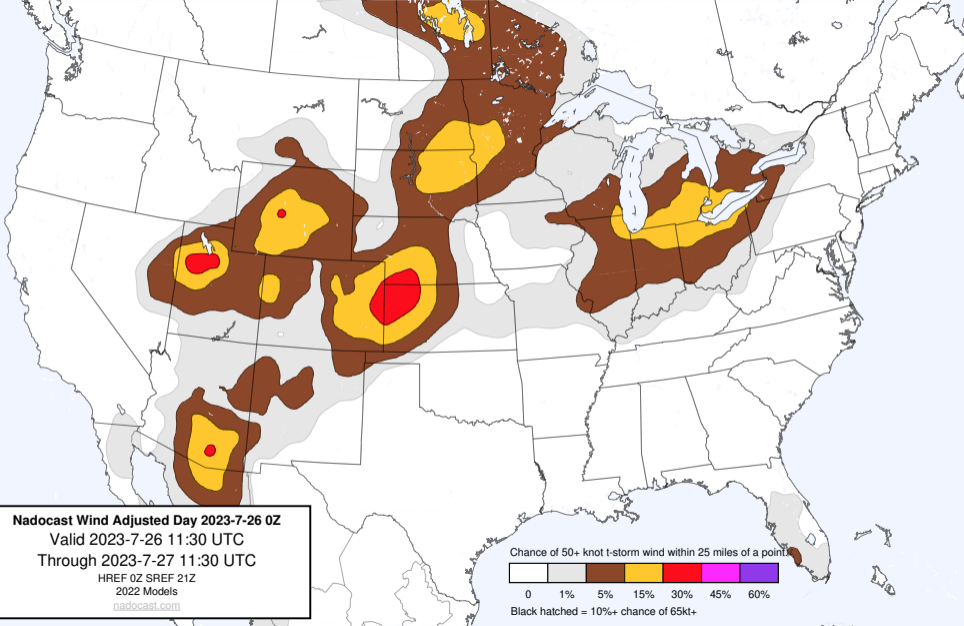 Nadocast Wind Adjusted Day 2023-7-26 0Z
Valid 2023-7-26 11:30 UTC
Through 2023-7-27 11:30 UTC
HREF 0Z SREF 21Z
2022 Models
nadocast.com
Chance of 50+ knot t-storm wind within 25 miles of a point.
0 1% 5% 15% 30% 45% 60%
Black hatched = 10%+ chance of 65kt+